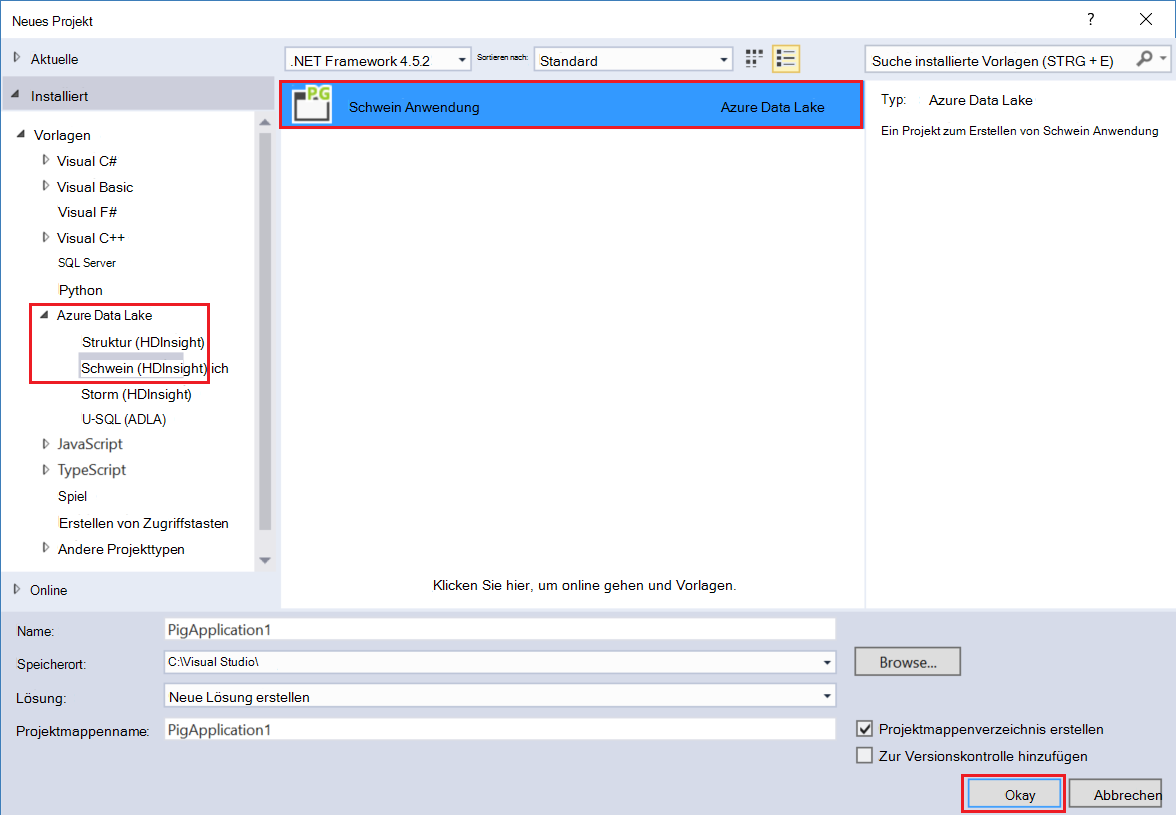 Neues Projekt
?
Aktuelle
.NET Framework 4.5.2
Sortieren nach:
Standard
Suche installierte Vorlagen (STRG + E)
Installiert
Vorlagen
Visual C#
Visual Basic
Visual F#
Visual C++
SQL Server
Python
Azure Data Lake
Struktur (HDInsight)
Schwein (HDInsight) ich
Storm (HDInsight)
U-SQL (ADLA)
JavaScript
TypeScript
Spiel
Erstellen von Zugriffstasten
Andere Projekttypen
Online
PG
Schwein Anwendung
Azure Data Lake
Klicken Sie hier, um online gehen und Vorlagen.
Typ: Azure Data Lake
Ein Projekt zum Erstellen von Schwein Anwendung
Name:
PigApplication1
Speicherort:
C:\Visual Studio\
Browse...
Lösung:
Neue Lösung erstellen
Projektmappenname:
PigApplication1
Projektmappenverzeichnis erstellen
Zur Versionskontrolle hinzufügen
Okay
Abbrechen